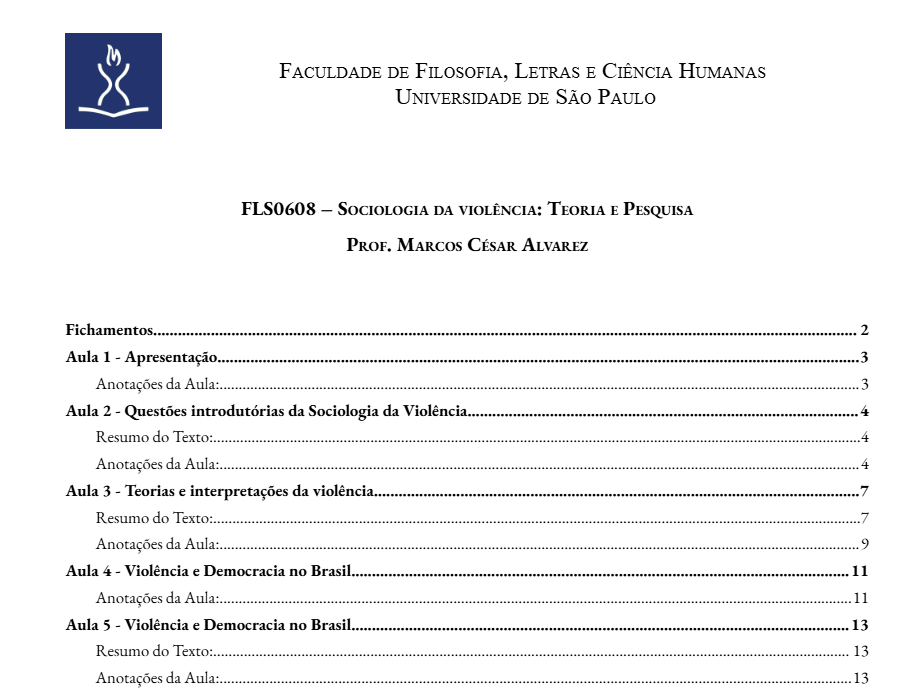 Faculdade de Filosofia, Letras e Ciência Humanas
Universidade de São Paulo
FLS0608 – Sociologia da violência: Teoria e Pesquisa
Prof. Marcos César Alvarez
Fichamentos 2
Aula 1 - Apresentação 3
Anotações da Aula: 3
Aula 2 - Questões introdutórias da Sociologia da Violência 4
Resumo do Texto: 4
Anotações da Aula: 4
Aula 3 - Teorias e interpretações da violência 7
Resumo do Texto: 7
Anotações da Aula: 9
Aula 4 - Violência e Democracia no Brasil 11
Anotações da Aula: 11
Aula 5 - Violência e Democracia no Brasil 13
Resumo do Texto: 13
Anotações da Aula: 13